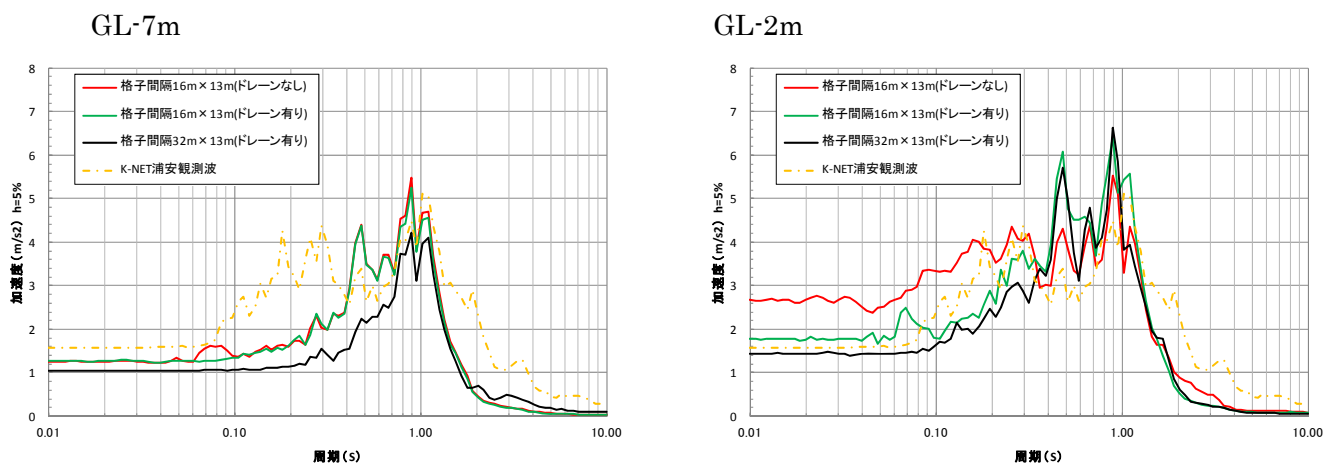 GL-7m
8
7
6
5
4
3
2
1
0
0.01
0.10
1.00
10.00
加速度(m/s2) h=5%
周期(S)
格子間隔16m×13m(ドレーンなし)
格子間隔16m×13m(ドレーン有り)
格子間隔32m×13m(ドレーン有り)
K-NET浦安観測波
GL-2m
8
7
6
5
4
3
2
1
0
0.01
0.10
1.00
10.00
加速度(m/s2) h=5%
周期(S)
格子間隔16m×13m(ドレーンなし)
格子間隔16m×13m(ドレーン有り)
格子間隔32m×13m(ドレーン有り)
K-NET浦安観測波